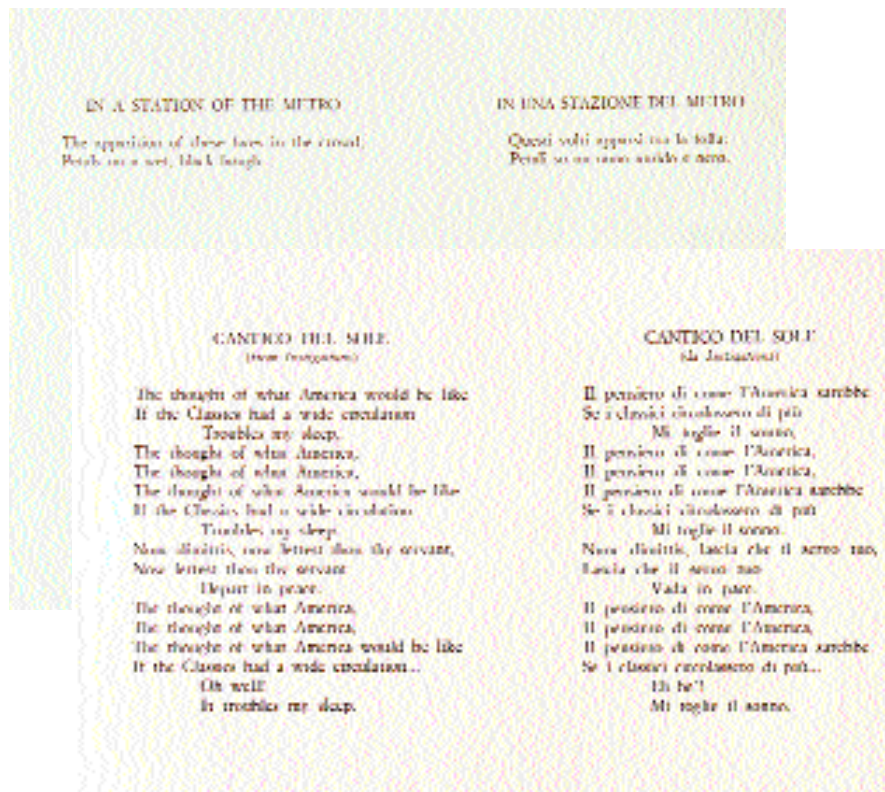 IN A STATION OF THE METRO
The apparition of these faces in the crowd;
Petals on a wet, black bough.
IN UNA STAZIONE DEL METRO
Questi volti apparsi tra la folla:
Petali su un ramo umido e nero.
CANTICO DEL SOLE
(from Instigations)
The thought of what America would be like
If the Classics had a wide circulation
Troubles my sleep,
The thought of what America,
The thought of what America,
The thought of what America would be like
If the Classics had a wide circulation
Troubles my sleep.
Nunc dimittis, now lettest thou thy servant,
Now lettest thou thy servant
Depart in peace.
The thought of what America,
The thought of what America,
The thought of what America would be like
If the Classics had a wide circulation...
Oh well!
It troubles my sleep.
CANTICO DEL SOLE
(da Instigations)
Il pensiero di come l'America sarebbe
Se i classici circolassero di più
Mi toglie il sonno,
Il pensiero di come l'America,
Il pensiero di come l'America,
Il pensiero di come l'America sarebbe
Se i classici circolassero di più
Mi toglie il sonno.
Nunc dimittis, lascia che il servo tuo,
Lascia che il servo tuo
Vada in pace.
Il pensiero di come l'America,
Il pensiero di come l'America,
Il pensiero di come l'America sarebbe
Se i classici circolassero di più...
Eh be'!
Mi toglie il sonno.